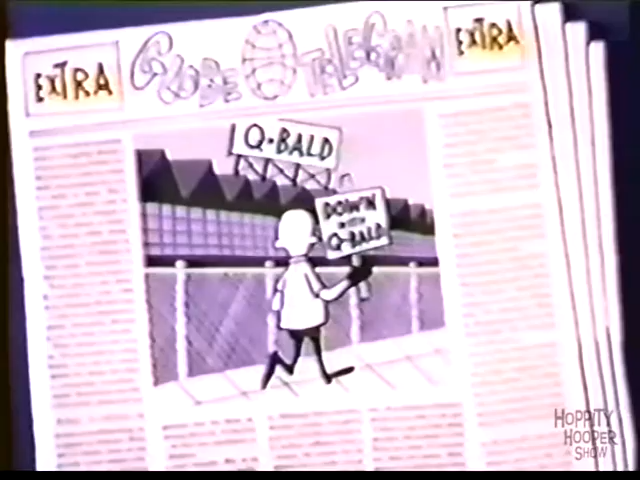 EXTRA
GLOBE TELEGRAM
EXTRA
Q-BALD
DOWN
WITH
Q-BALD
HOPPITY
HOOPER
SHOW